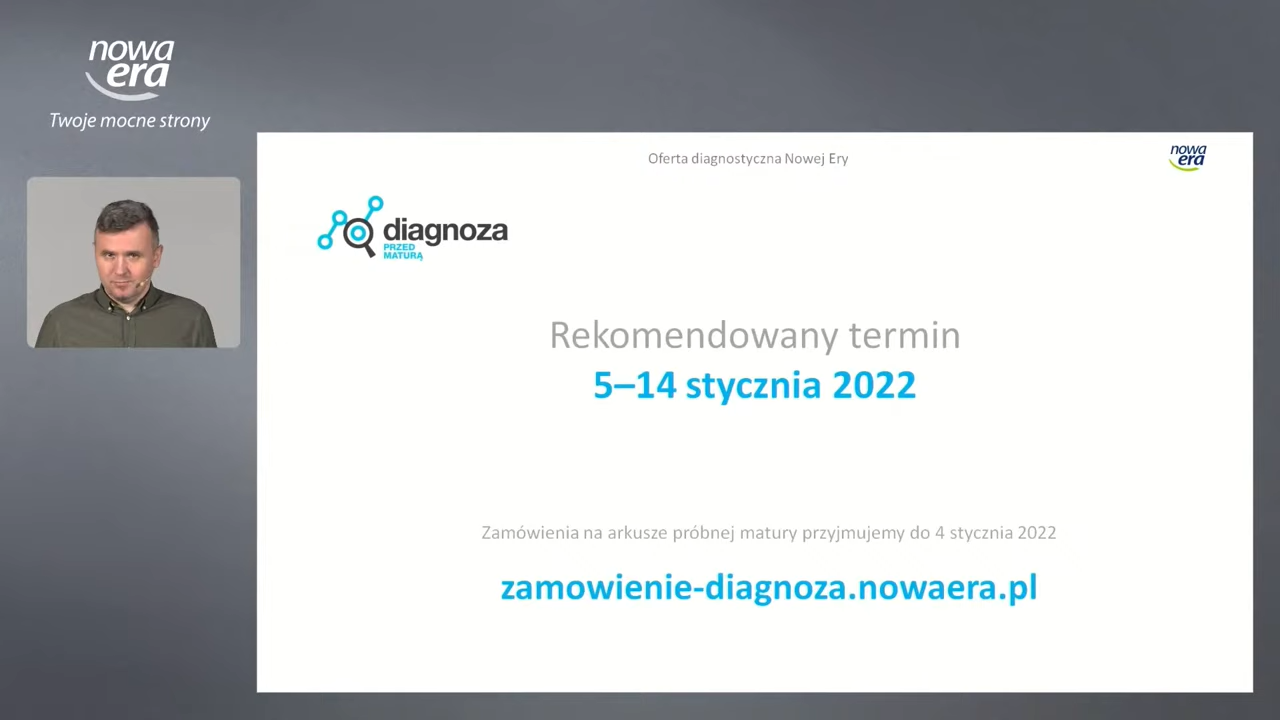 nowa
era
Twoje mocne strony
Oferta diagnostyczna Nowej Ery
nowa
era
diagnoza
PRZED
MATURĄ
Rekomendowany termin
5–14 stycznia 2022
Zamówienia na arkusze próbnej matury przyjmujemy do 4 stycznia 2022
zamowienie-diagnoza.nowaera.pl